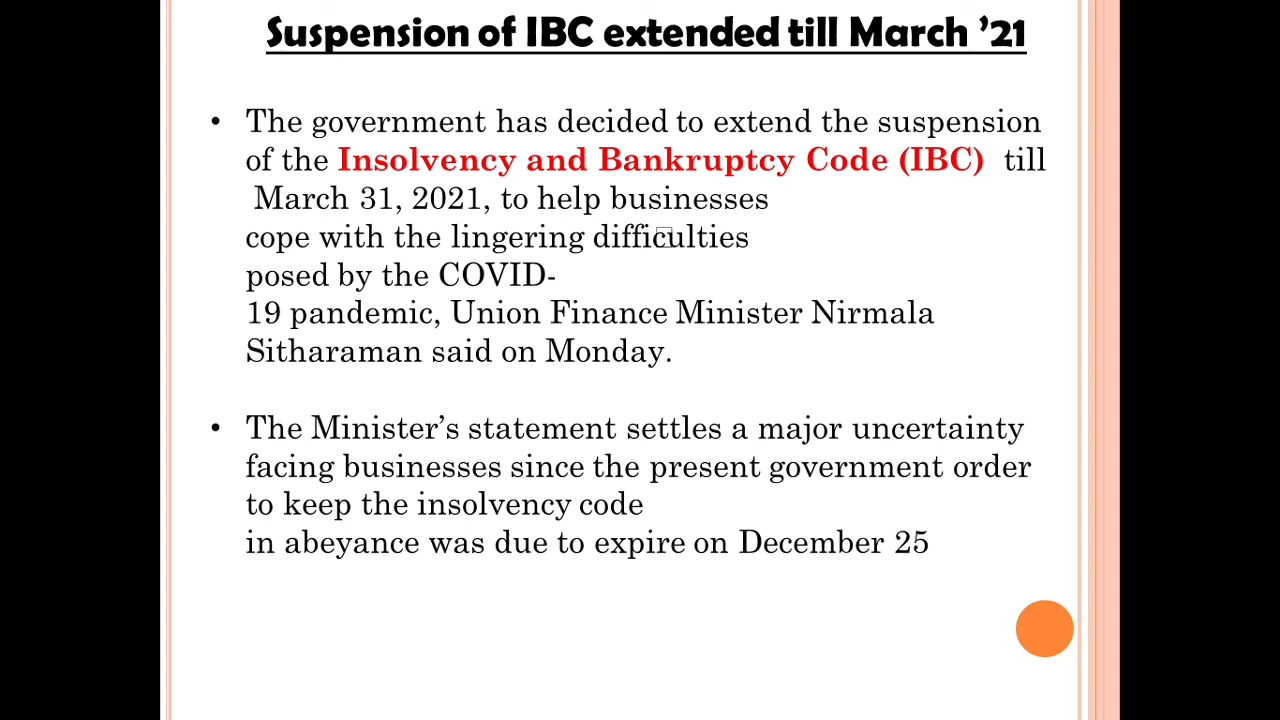 Suspension of IBC extended till March ’21
• The government has decided to extend the suspension
of the Insolvency and Bankruptcy Code (IBC) till
March 31, 2021, to help businesses
cope with the lingering difficulties
posed by the COVID-
19 pandemic, Union Finance Minister Nirmala
Sitharaman said on Monday.
• The Minister’s statement settles a major uncertainty
facing businesses since the present government order
to keep the insolvency code
in abeyance was due to expire on December 25